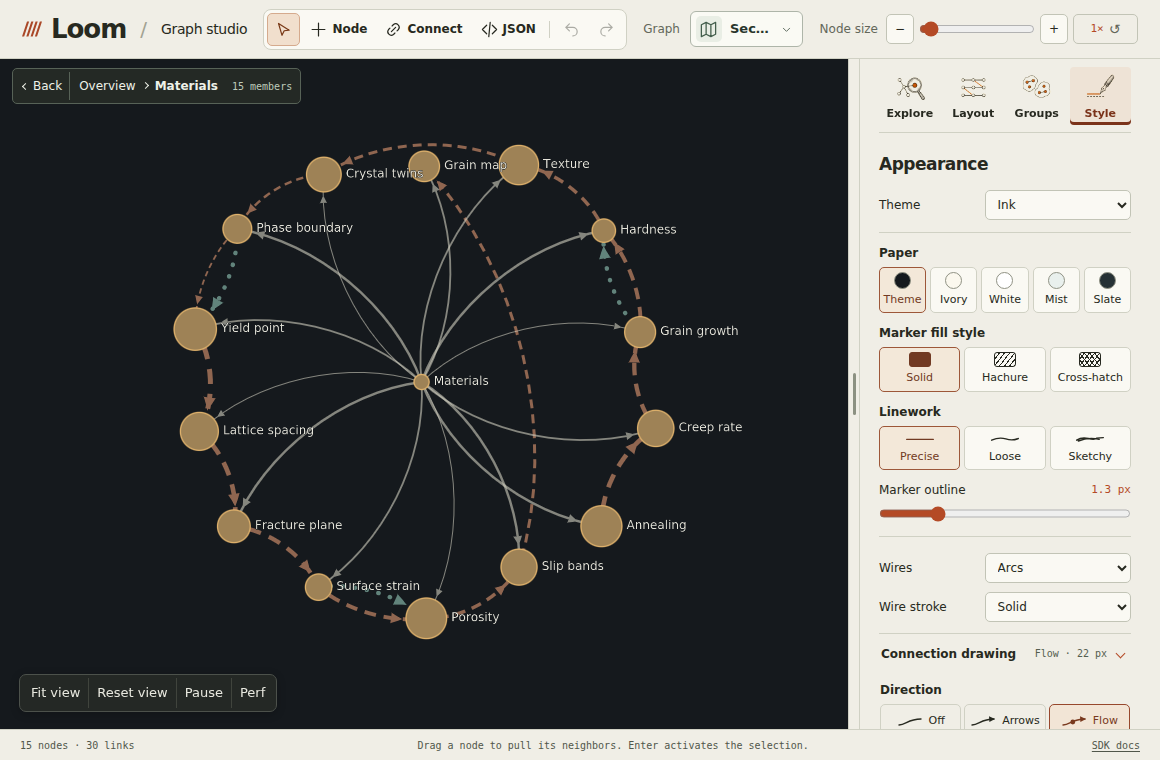 Loom / Graph studio
Node
Connect
JSON
Graph
Sec...
Node size
−
+
1× ↺
‹ Back
Overview › Materials 15 members
Explore
Layout
Groups
Style
Appearance
Theme
Ink
Paper
Theme
Ivory
White
Mist
Slate
Marker fill style
Solid
Hachure
Cross-hatch
Linework
Precise
Loose
Sketchy
Marker outline
1.3 px
Wires
Arcs
Wire stroke
Solid
Connection drawing
Flow · 22 px
Direction
Off
Arrows
Flow
Crystal twins
Grain map
Texture
Phase boundary
Hardness
Yield point
Grain growth
Materials
Lattice spacing
Creep rate
Fracture plane
Annealing
Surface strain
Slip bands
Porosity
Fit view
Reset view
Pause
Perf
15 nodes · 30 links
Drag a node to pull its neighbors. Enter activates the selection.
SDK docs